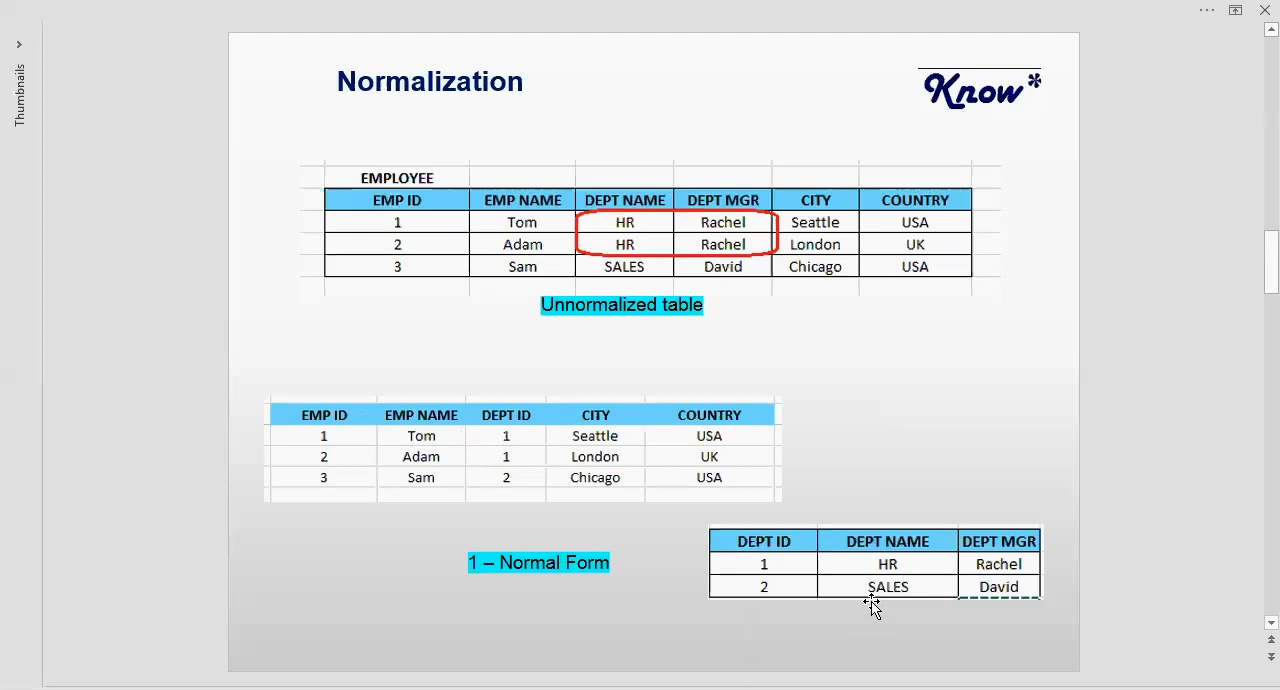 Thumbnails
Normalization
Know*
EMPLOYEE
EMP ID EMP NAME DEPT NAME DEPT MGR CITY COUNTRY
1 Tom HR Rachel Seattle USA
2 Adam HR Rachel London UK
3 Sam SALES David Chicago USA
Unnormalized table
EMP ID EMP NAME DEPT ID CITY COUNTRY
1 Tom 1 Seattle USA
2 Adam 1 London UK
3 Sam 2 Chicago USA
1 – Normal Form
DEPT ID DEPT NAME DEPT MGR
1 HR Rachel
2 SALES David